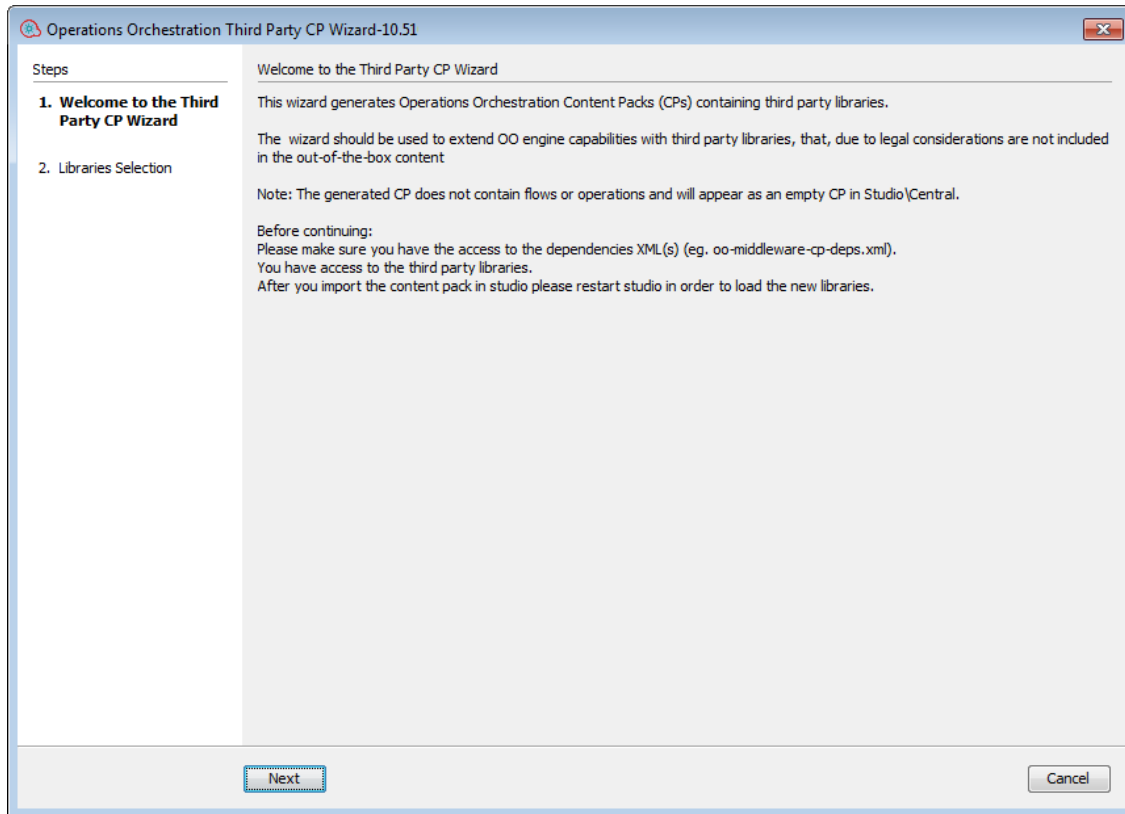 Operations Orchestration Third Party CP Wizard-10.51
Steps
1. Welcome to the Third
Party CP Wizard
2. Libraries Selection
Welcome to the Third Party CP Wizard
This wizard generates Operations Orchestration Content Packs (CPs) containing third party libraries.
The wizard should be used to extend OO engine capabilities with third party libraries, that, due to legal considerations are not included
in the out-of-the-box content
Note: The generated CP does not contain flows or operations and will appear as an empty CP in Studio\Central.
Before continuing:
Please make sure you have the access to the dependencies XML(s) (eg. oo-middleware-cp-deps.xml).
You have access to the third party libraries.
After you import the content pack in studio please restart studio in order to load the new libraries.
Next
Cancel